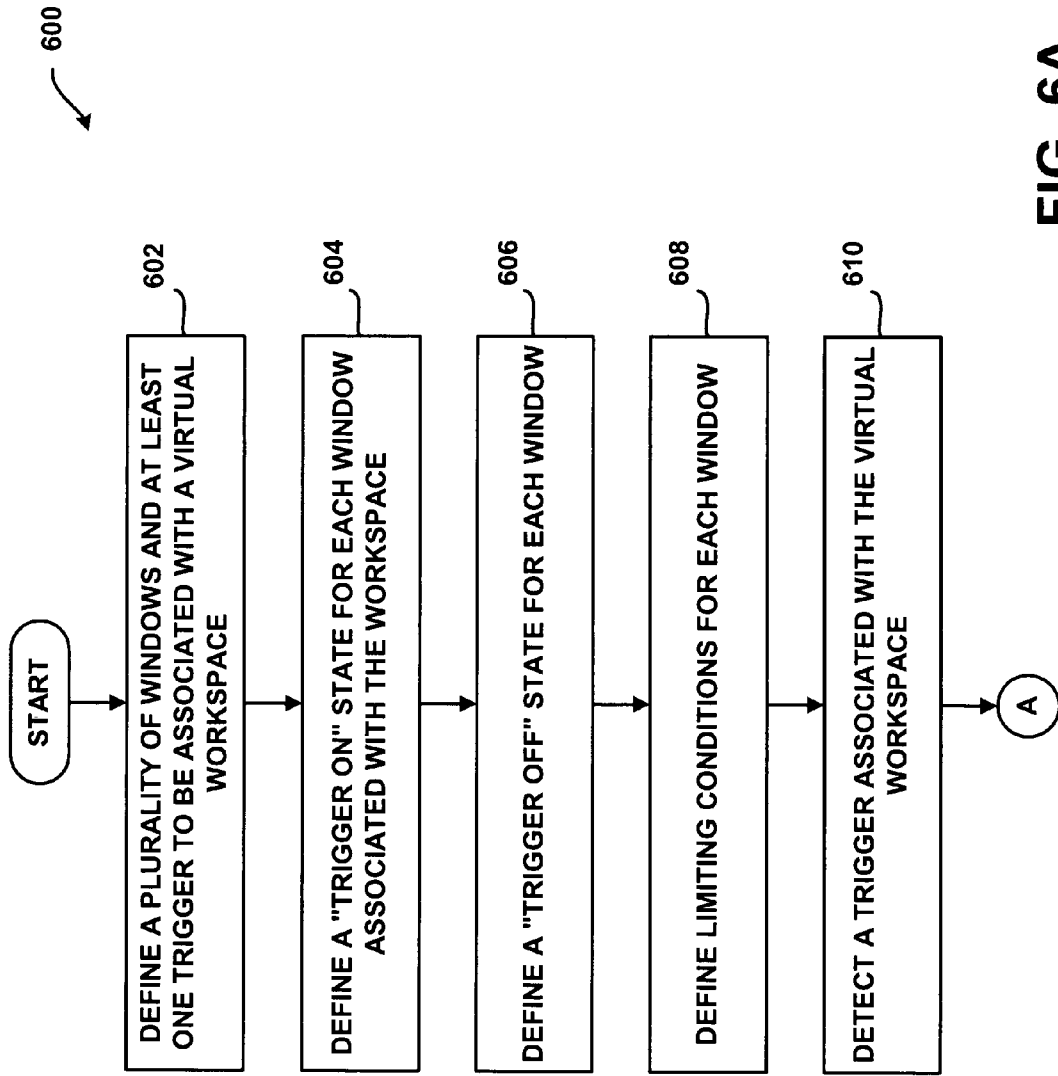 600
START
602
DEFINE A PLURALITY OF WINDOWS AND AT LEAST
ONE TRIGGER TO BE ASSOCIATED WITH A VIRTUAL
WORKSPACE
604
DEFINE A "TRIGGER ON" STATE FOR EACH WINDOW
ASSOCIATED WITH THE WORKSPACE
606
DEFINE A "TRIGGER OFF" STATE FOR EACH WINDOW
608
DEFINE LIMITING CONDITIONS FOR EACH WINDOW
610
DETECT A TRIGGER ASSOCIATED WITH THE VIRTUAL
WORKSPACE
A
FIG. 6A